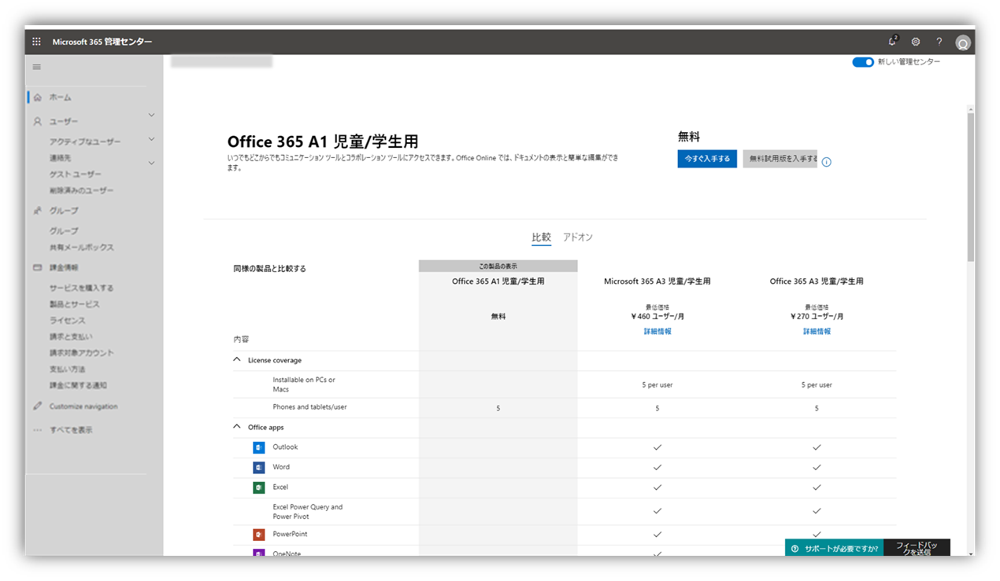 Microsoft 365 管理センター
2
?
新しい管理センター
ホーム
ユーザー
アクティブなユーザー
連絡先
ゲスト ユーザー
削除済みのユーザー
グループ
グループ
共有メールボックス
課金情報
サービスを購入する
製品とサービス
ライセンス
請求と支払い
請求対象アカウント
支払い方法
課金に関する通知
Customize navigation
すべてを表示
Office 365 A1 児童/学生用
いつでもどこからでもコミュニケーション ツールとコラボレーション ツールにアクセスできます。Office Online では、ドキュメントの表示と簡単な編集ができ
ます。
無料
今すぐ入手する
無料試用版を入手する
比較 アドオン
同様の製品と比較する
この製品の表示
Office 365 A1 児童/学生用
Microsoft 365 A3 児童/学生用
Office 365 A3 児童/学生用
無料
最低価格
¥460 ユーザー/月
詳細情報
最低価格
¥270 ユーザー/月
詳細情報
内容
License coverage
Installable on PCs or
Macs
5 per user
5 per user
Phones and tablets/user
5
5
5
Office apps
Outlook
Word
Excel
Excel Power Query and
Power Pivot
PowerPoint
OneNote
サポートが必要ですか?
フィードバッ
クを送信